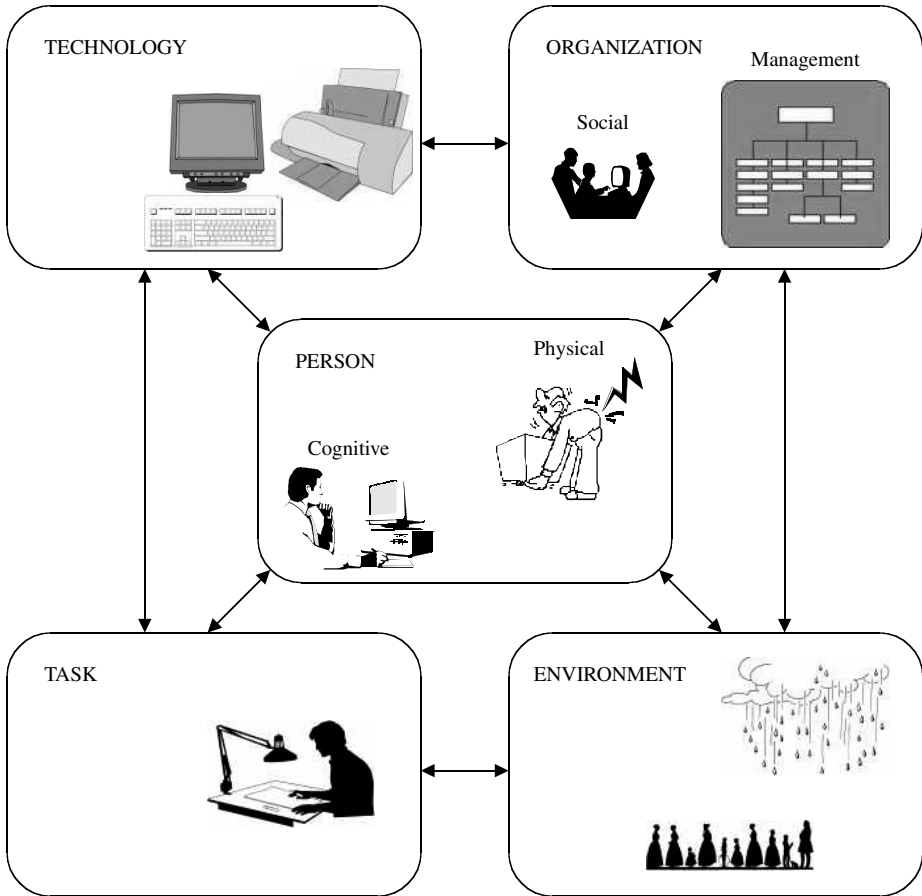 TECHNOLOGY
ORGANIZATION
Management
Social
PERSON
Physical
Cognitive
TASK
ENVIRONMENT